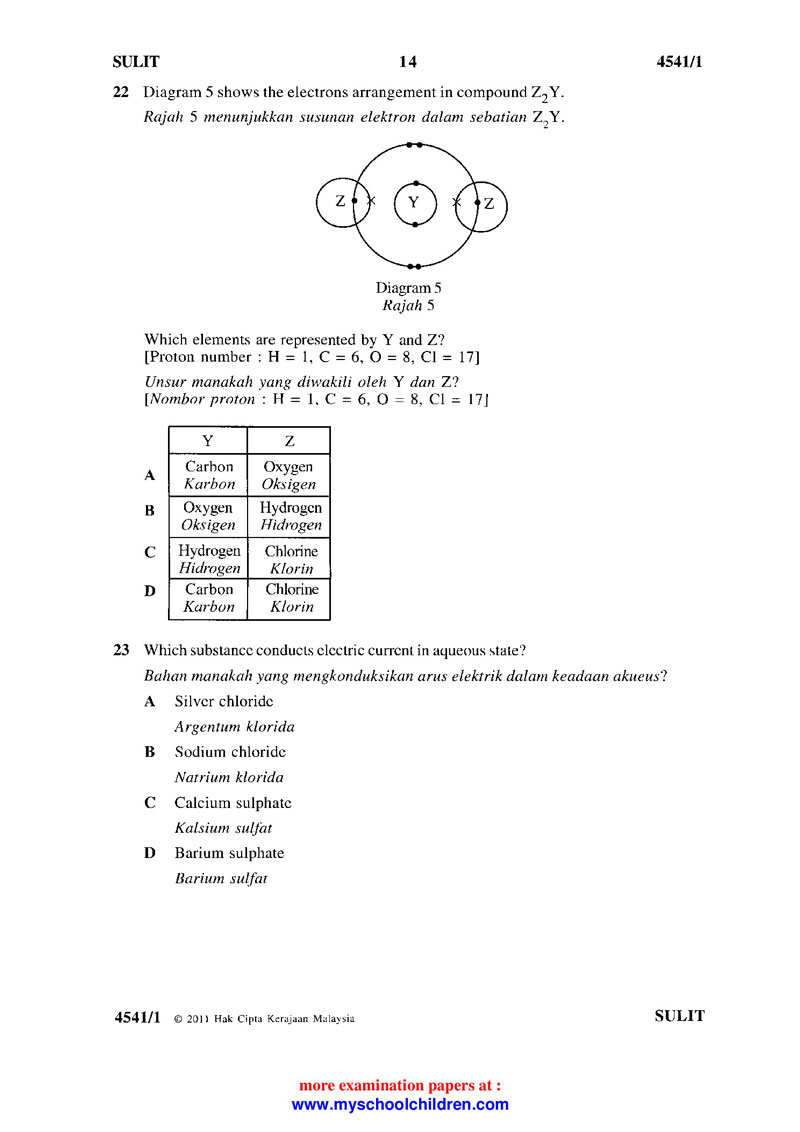 SULIT 14 4541/1
22 Diagram 5 shows the electrons arrangement in compound Z₂Y.
Rajah 5 menunjukkan susunan elektron dalam sebatian Z₂Y.
Z Y Z
Diagram 5
Rajah 5
Which elements are represented by Y and Z?
[Proton number : H = 1, C = 6, O = 8, Cl = 17]
Unsur manakah yang diwakili oleh Y dan Z?
[Nombor proton : H = 1, C = 6, O = 8, Cl = 17]
Y Z
A Carbon Oxygen
Karbon Oksigen
B Oxygen Hydrogen
Oksigen Hidrogen
C Hydrogen Chlorine
Hidrogen Klorin
D Carbon Chlorine
Karbon Klorin
23 Which substance conducts electric current in aqueous state?
Bahan manakah yang mengkonduksikan arus elektrik dalam keadaan akueus?
A Silver chloride
Argentum klorida
B Sodium chloride
Natrium klorida
C Calcium sulphate
Kalsium sulfat
D Barium sulphate
Barium sulfat
4541/1 © 2011 Hak Cipta Kerajaan Malaysia SULIT
more examination papers at :
www.myschoolchildren.com